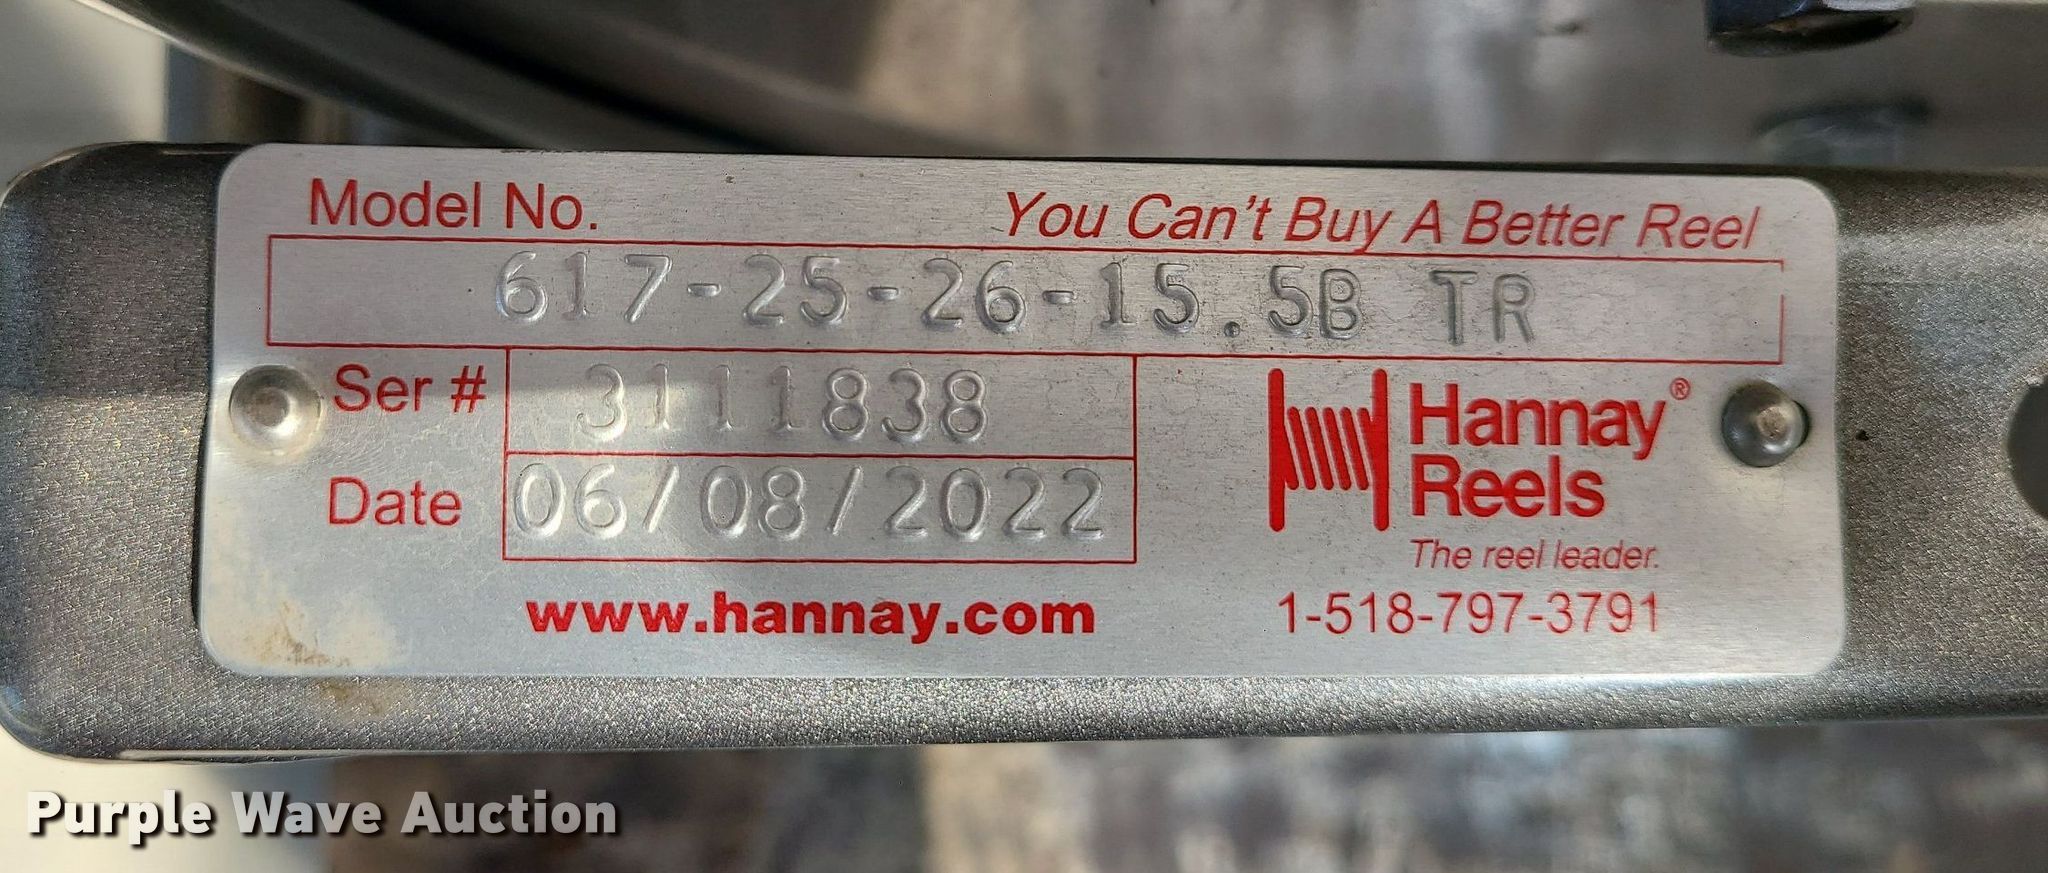 Model No.
You Can't Buy A Better Reel
617-25-26-15.5B TR
Ser # 3111838
Date 06/08/2022
Hannay®
Reels
The reel leader.
www.hannay.com
1-518-797-3791
Purple Wave Auction